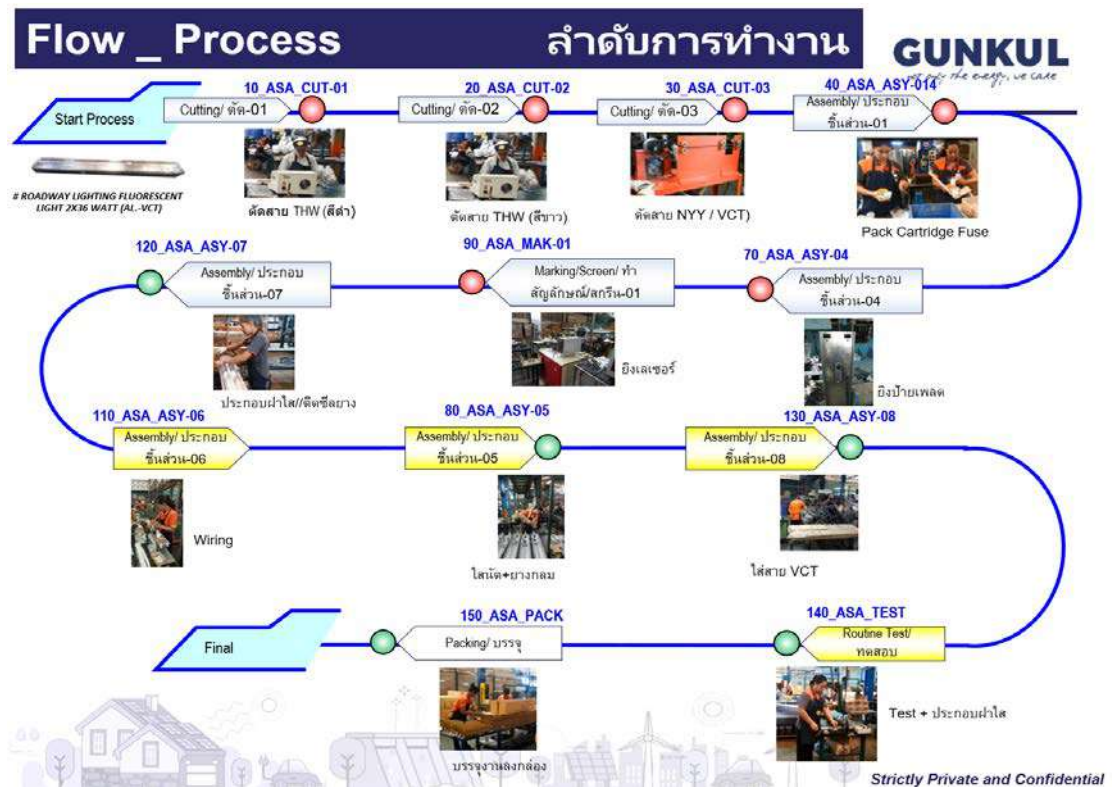 Flow _ Process
ลำดับการทำงาน
GUNKUL
we care
Start Process
10_ASA_CUT-01
Cutting/ ตัด-01
20_ASA_CUT-02
Cutting/ ตัด-02
30_ASA_CUT-03
Cutting/ ตัด-03
40_ASA_ASY-014
Assembly/ ประกอบ
ชิ้นส่วน-01
# ROADWAY LIGHTING FLUORESCENT
LIGHT 2X36 WATT (AL.-VCT)
ตัดสาย THW (สีดำ)
ตัดสาย THW (สีขาว)
ตัดสาย NYY / VCT)
Pack Cartridge Fuse
120_ASA_ASY-07
Assembly/ ประกอบ
ชิ้นส่วน-07
90_ASA_MAK-01
Marking/Screen/ ทำ
สัญลักษณ์/สกรีน-01
70_ASA_ASY-04
Assembly/ ประกอบ
ชิ้นส่วน-04
ประกอบฝาใส//ติดซีลยาง
ยิงเลเซอร์
ยิงป้ายเพลต
110_ASA_ASY-06
Assembly/ ประกอบ
ชิ้นส่วน-06
80_ASA_ASY-05
Assembly/ ประกอบ
ชิ้นส่วน-05
130_ASA_ASY-08
Assembly/ ประกอบ
ชิ้นส่วน-08
Wiring
ใสนัต+ยางกลม
ใส่สาย VCT
Final
150_ASA_PACK
Packing/ บรรจุ
140_ASA_TEST
Routine Test/
ทดสอบ
บรรจุงานลงกล่อง
Test + ประกอบฝาใส
Strictly Private and Confidential